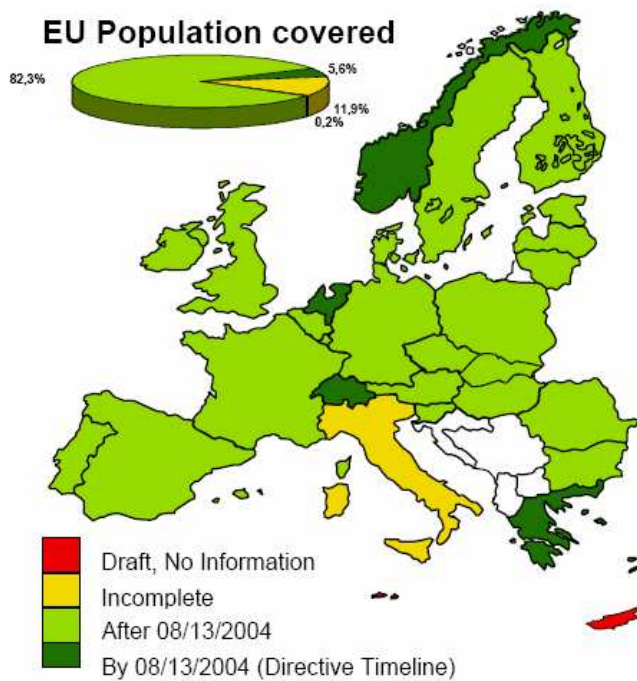 EU Population covered
82,3%
5,6%
11,9%
0,2%
Draft, No Information
Incomplete
After 08/13/2004
By 08/13/2004 (Directive Timeline)